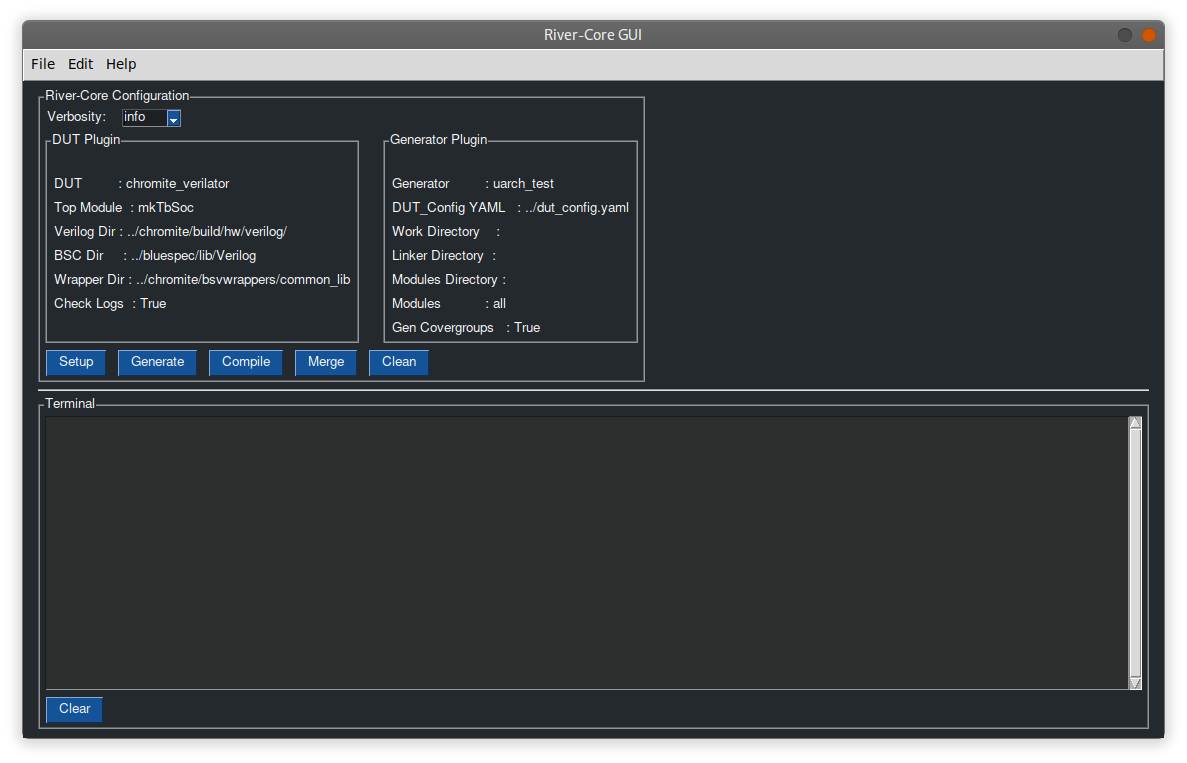 River-Core GUI
File Edit Help
River-Core Configuration
Verbosity: info
DUT Plugin
DUT : chromite_verilator
Top Module : mkTbSoc
Verilog Dir : ../chromite/build/hw/verilog/
BSC Dir : ../bluespec/lib/Verilog
Wrapper Dir : ../chromite/bsvwrappers/common_lib
Check Logs : True
Generator Plugin
Generator : uarch_test
DUT_Config YAML : ../dut_config.yaml
Work Directory :
Linker Directory :
Modules Directory :
Modules : all
Gen Covergroups : True
Setup Generate Compile Merge Clean
Terminal
Clear